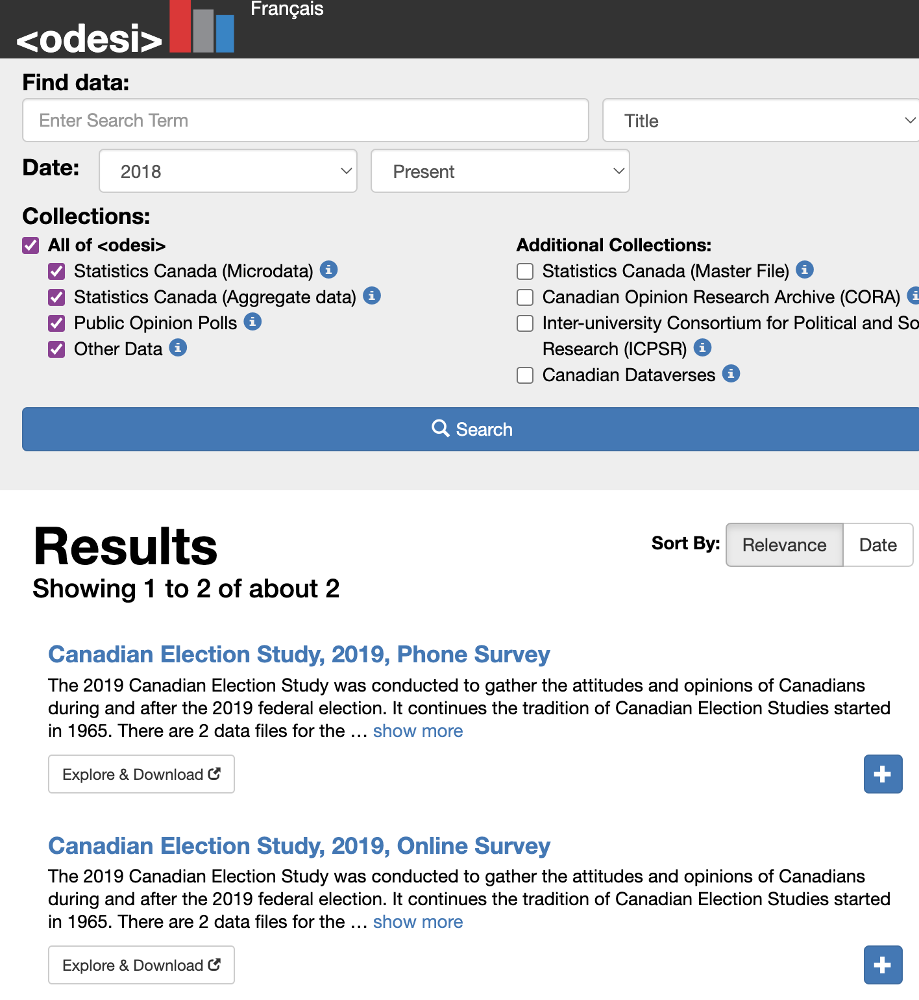 Français
<odesi>
Find data:
Enter Search Term
Title
Date:
2018
Present
Collections:
All of <odesi>
Statistics Canada (Microdata)
Statistics Canada (Aggregate data)
Public Opinion Polls
Other Data
Additional Collections:
Statistics Canada (Master File)
Canadian Opinion Research Archive (CORA)
Inter-university Consortium for Political and So
Research (ICPSR)
Canadian Dataverses
Search
Results
Showing 1 to 2 of about 2
Sort By:
Relevance
Date
Canadian Election Study, 2019, Phone Survey
The 2019 Canadian Election Study was conducted to gather the attitudes and opinions of Canadians
during and after the 2019 federal election. It continues the tradition of Canadian Election Studies started
in 1965. There are 2 data files for the ... show more
Explore & Download
Canadian Election Study, 2019, Online Survey
The 2019 Canadian Election Study was conducted to gather the attitudes and opinions of Canadians
during and after the 2019 federal election. It continues the tradition of Canadian Election Studies started
in 1965. There are 2 data files for the ... show more
Explore & Download